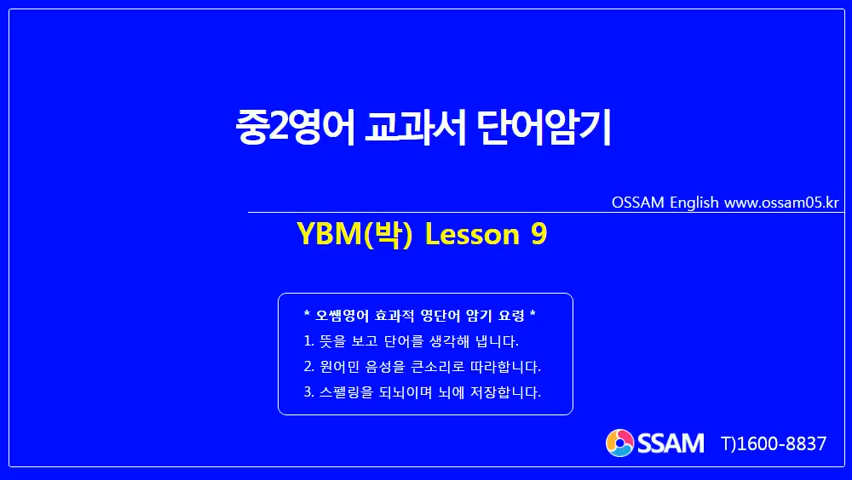 중2영어 교과서 단어암기
OSSAM English www.ossam05.kr
YBM(박) Lesson 9
* 오쌤영어 효과적 영단어 암기 요령 *
1. 뜻을 보고 단어를 생각해 냅니다.
2. 원어민 음성을 큰소리로 따라합니다.
3. 스펠링을 되뇌이며 뇌에 저장합니다.
OSSAM T)1600-8837